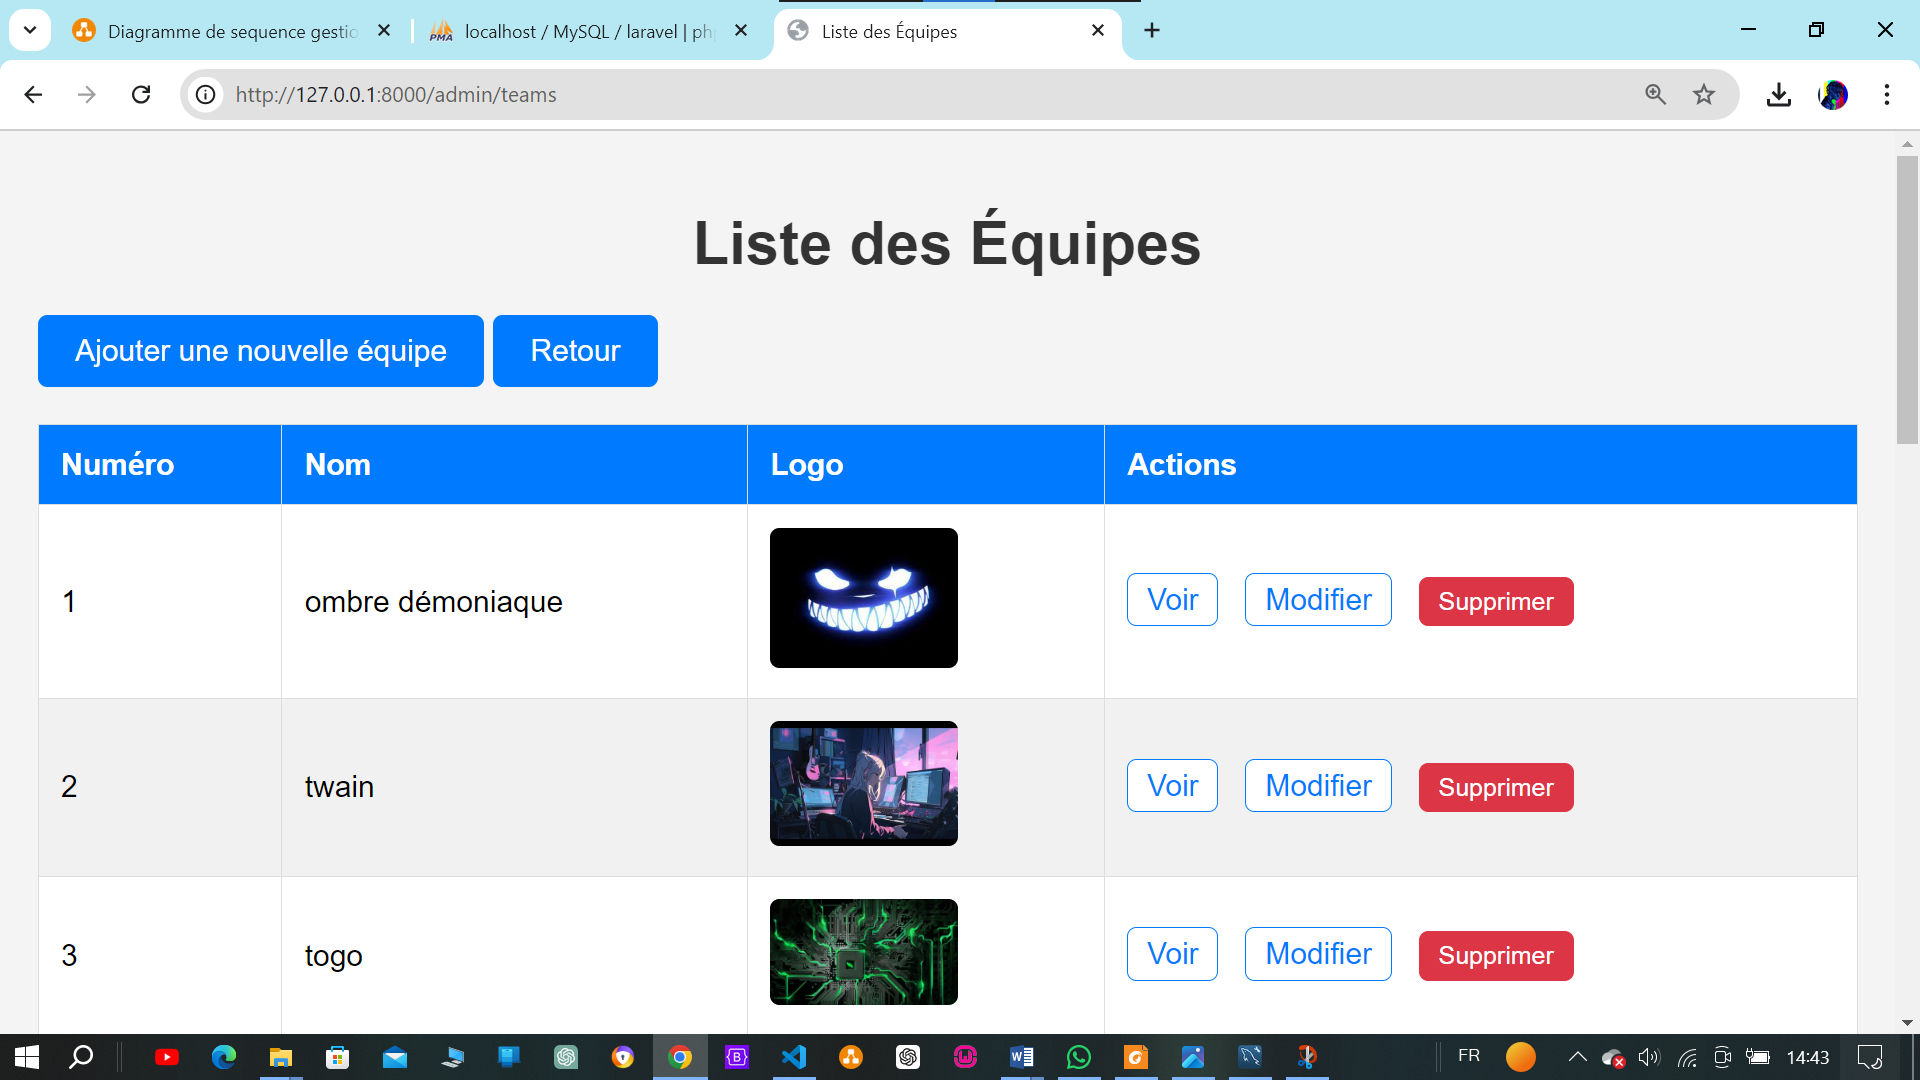 Diagramme de sequence gestio
localhost / MySQL / laravel | ph
Liste des Équipes
http://127.0.0.1:8000/admin/teams
Liste des Équipes
Ajouter une nouvelle équipe Retour
Numéro Nom Logo Actions
1 ombre démoniaque Voir Modifier Supprimer
2 twain Voir Modifier Supprimer
3 togo Voir Modifier Supprimer
FR 14:43